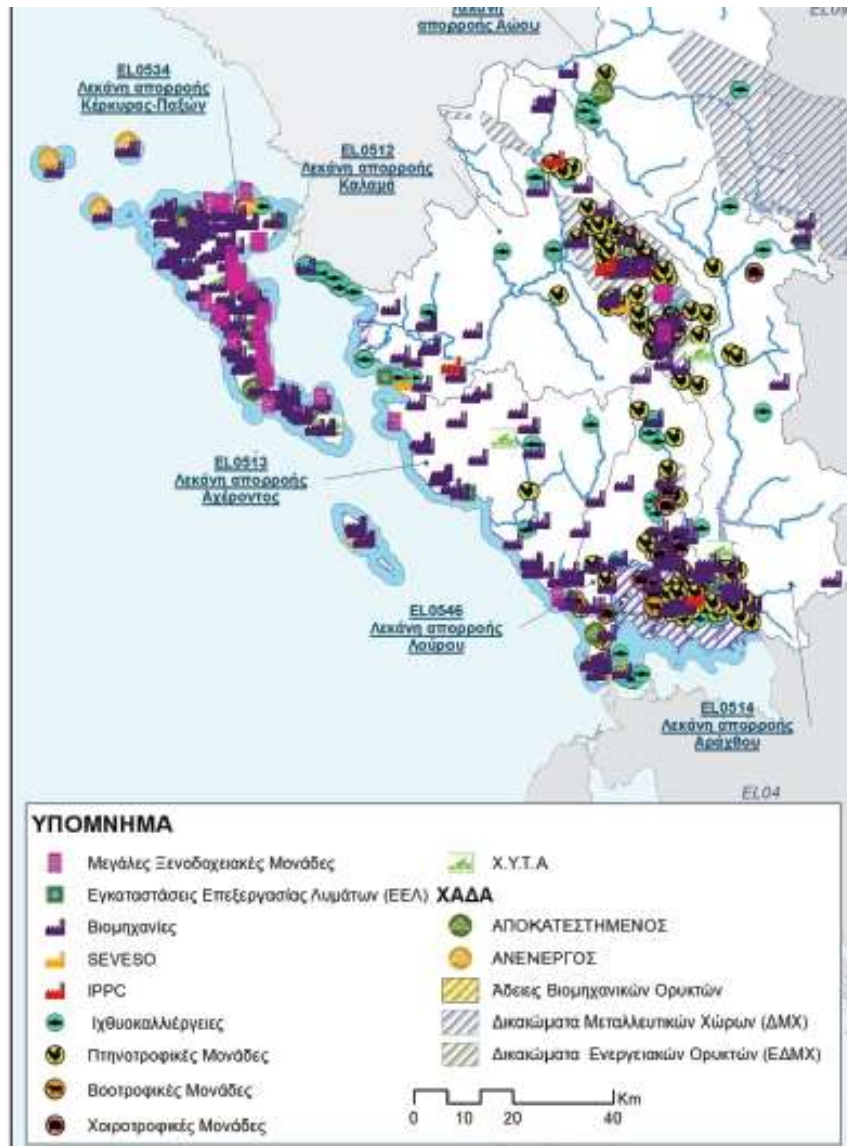 Λεκάνη
απορροής Αώου
EL09
EL0534
Λεκάνη απορροής
Κέρκυρας-Παξών
EL0512
Λεκάνη απορροής
Καλαμά
EL0513
Λεκάνη απορροής
Αχέροντος
EL0546
Λεκάνη απορροής
Λούρου
EL0514
Λεκάνη απορροής
Αράχθου
EL04
ΥΠΟΜΝΗΜΑ
Μεγάλες Ξενοδοχειακές Μονάδες
Εγκαταστάσεις Επεξεργασίας Λυμάτων (ΕΕΛ)
Βιομηχανίες
SEVESO
IPPC
Ιχθυοκαλλιέργειες
Πτηνοτροφικές Μονάδες
Βοοτροφικές Μονάδες
Χοιροτροφικές Μονάδες
Χ.Υ.Τ.Α
ΧΑΔΑ
ΑΠΟΚΑΤΕΣΤΗΜΕΝΟΣ
ΑΝΕΝΕΡΓΟΣ
Άδειες Βιομηχανικών Ορυκτών
Δικαιώματα Μεταλλευτικών Χώρων (ΔΜΧ)
Δικαιώματα Ενεργειακών Ορυκτών (ΕΔΜΧ)
Km
0 10 20 40